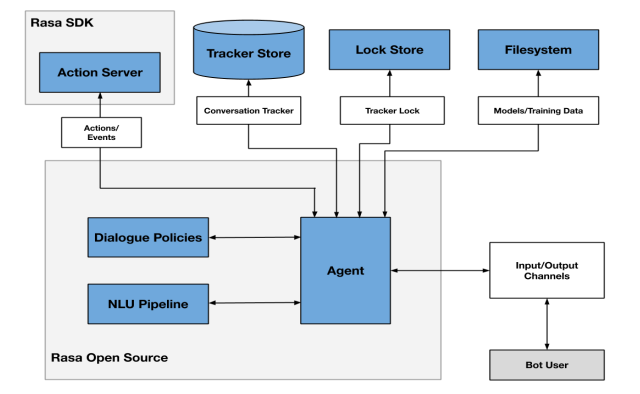 Rasa SDK
Action Server
Tracker Store
Lock Store
Filesystem
Actions/
Events
Conversation Tracker
Tracker Lock
Models/Training Data
Dialogue Policies
Agent
NLU Pipeline
Input/Output
Channels
Rasa Open Source
Bot User